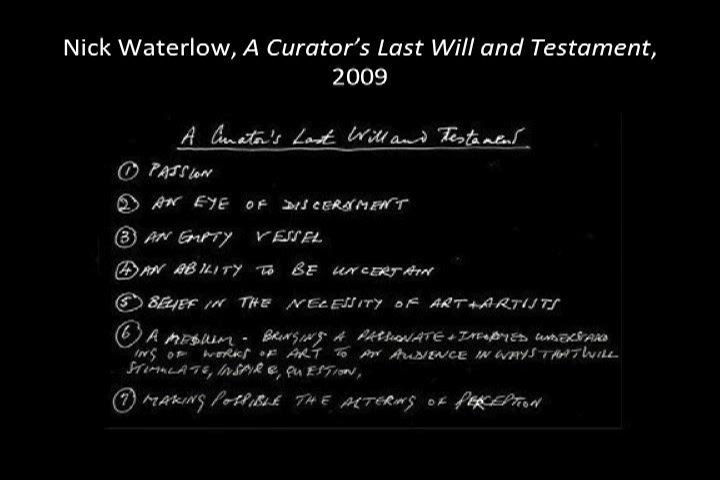 Nick Waterlow, A Curator's Last Will and Testament,
2009
A Curator's Last Will and Testament
① PASSION
② AN EYE OF DISCERNMENT
③ AN EMPTY VESSEL
④ AN ABILITY TO BE UNCERTAIN
⑤ BELIEF IN THE NECESSITY OF ART + ARTISTS
⑥ A MEDIUM - BRINGING A PASSIONATE + INFORMED UNDERSTAND
ING OF WORKS OF ART TO AN AUDIENCE IN WAYS THAT WILL
STIMULATE, INSPIRE, QUESTION,
⑦ MAKING POSSIBLE THE ALTERING OF PERCEPTION